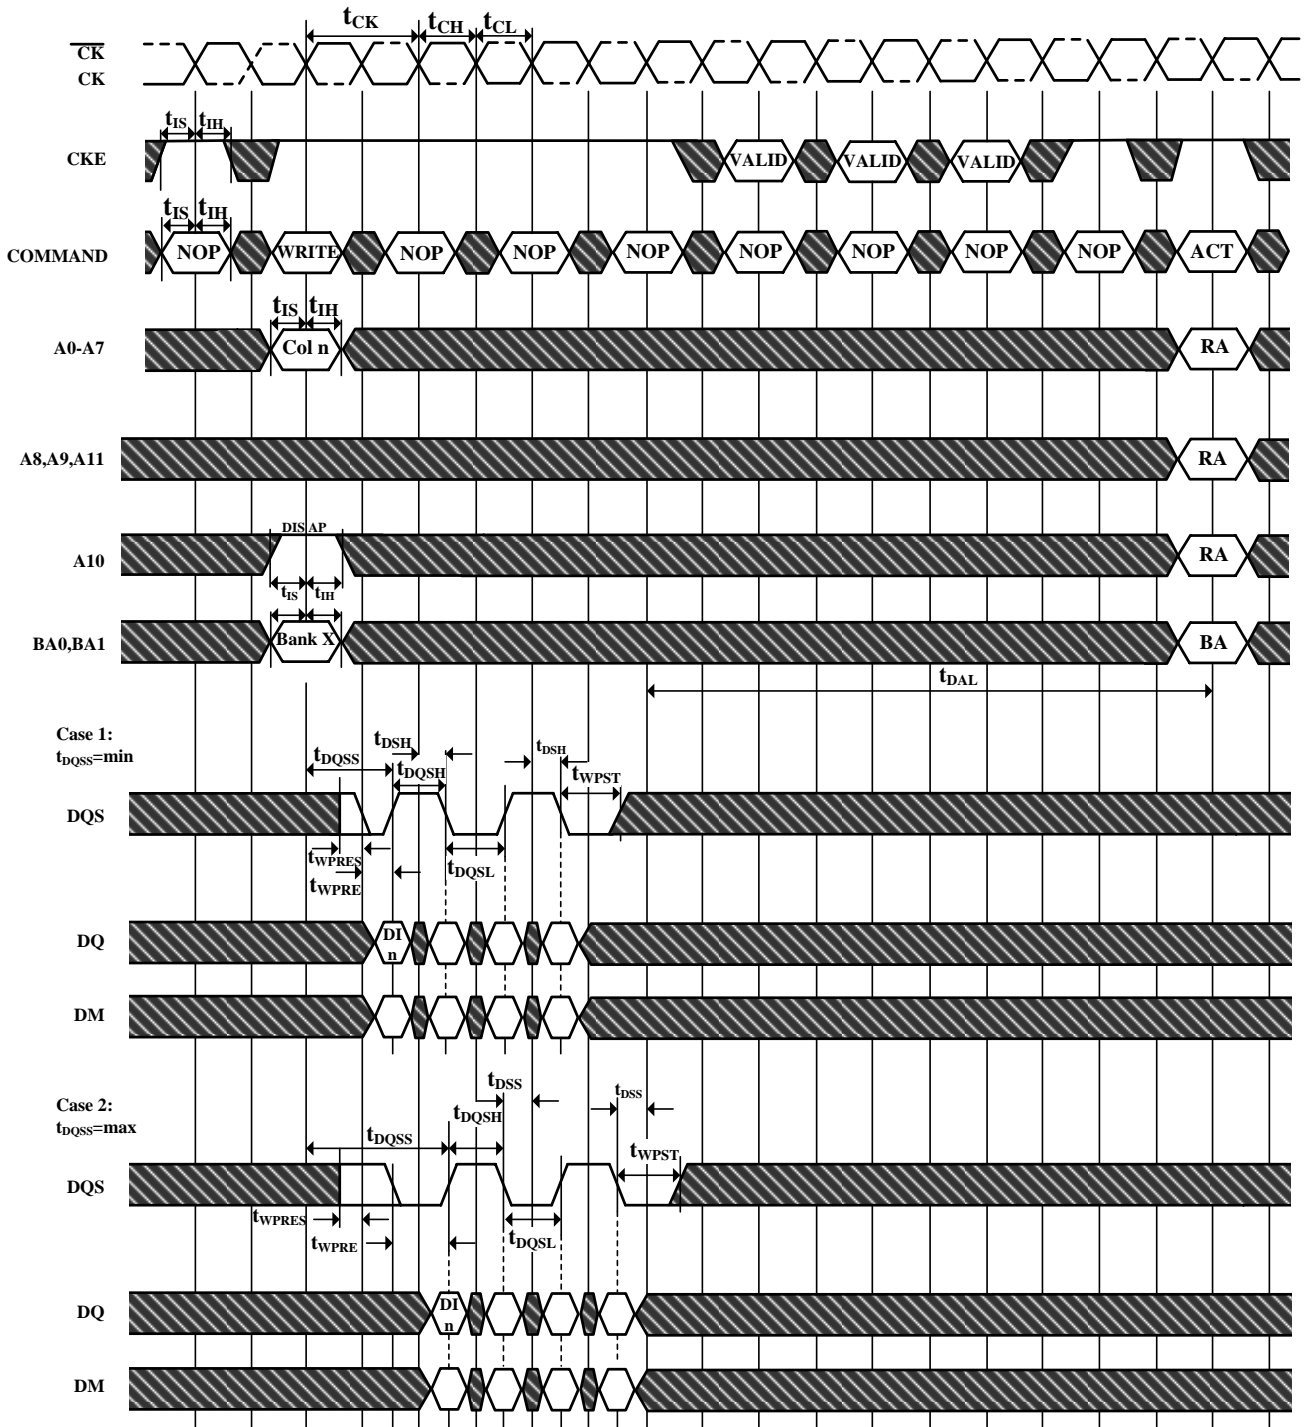 tCK tCH tCL
CK
CK
tIS tIH
CKE VALID VALID VALID
tIS tIH
COMMAND NOP WRITE NOP NOP NOP NOP NOP NOP NOP ACT
tIS tIH
A0-A7 Col n RA
A8,A9,A11 RA
DIS AP
A10 RA
tIS tIH
BA0,BA1 Bank X BA
tDAL
Case 1:
tDQSS=min
tDSH tDSH
tDQSS tDQSH tWPST
DQS
tWPRES tDQSL
tWPRE
DQ DI
n
DM
tDSS tDSS
Case 2:
tDQSS=max
tDQSH
tDQSS tWPST
DQS
tWPRES tWPRE tDQSL
DQ DI
n
DM